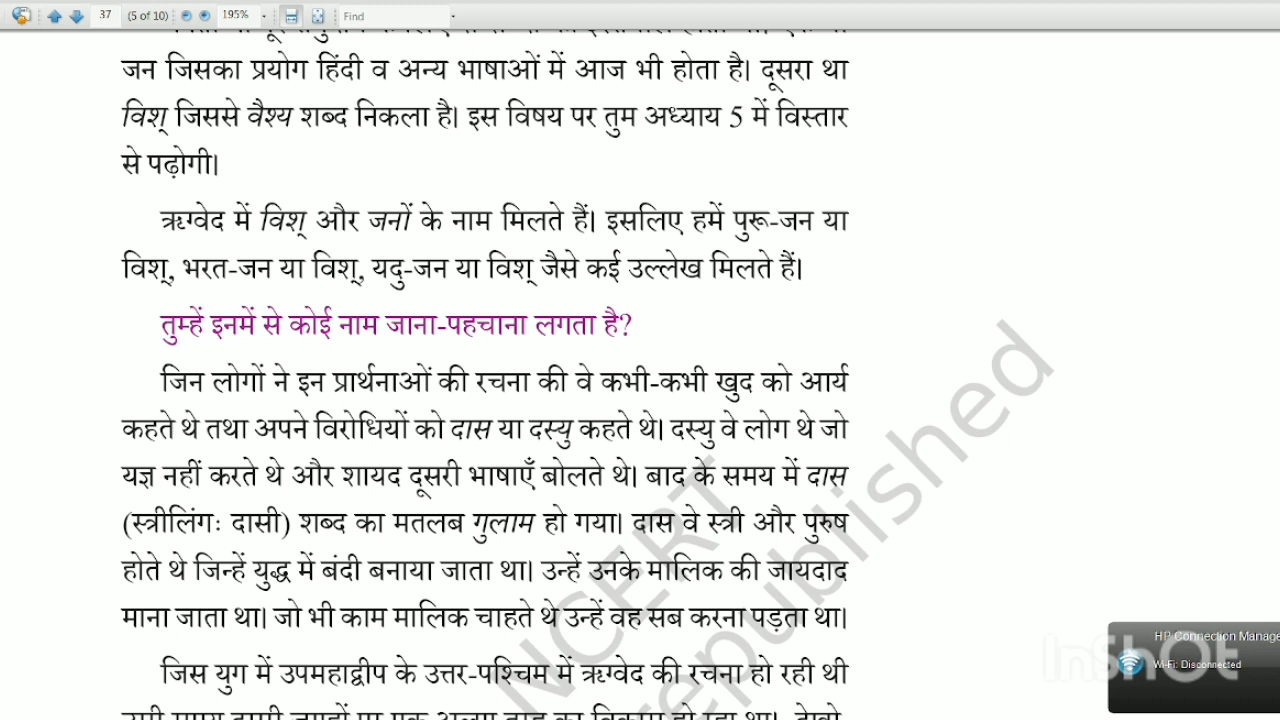 37 (5 of 10) 195% Find
जन जिसका प्रयोग हिंदी व अन्य भाषाओं में आज भी होता है। दूसरा था
विश् जिससे वैश्य शब्द निकला है। इस विषय पर तुम अध्याय 5 में विस्तार
से पढ़ोगी।
ऋग्वेद में विश् और जनों के नाम मिलते हैं। इसलिए हमें पुरू-जन या
विश्, भरत-जन या विश्, यदु-जन या विश् जैसे कई उल्लेख मिलते हैं।
तुम्हें इनमें से कोई नाम जाना-पहचाना लगता है?
जिन लोगों ने इन प्रार्थनाओं की रचना की वे कभी-कभी खुद को आर्य
कहते थे तथा अपने विरोधियों को दास या दस्यु कहते थे। दस्यु वे लोग थे जो
यज्ञ नहीं करते थे और शायद दूसरी भाषाएँ बोलते थे। बाद के समय में दास
(स्त्रीलिंगः दासी) शब्द का मतलब गुलाम हो गया। दास वे स्त्री और पुरुष
होते थे जिन्हें युद्ध में बंदी बनाया जाता था। उन्हें उनके मालिक की जायदाद
माना जाता था। जो भी काम मालिक चाहते थे उन्हें वह सब करना पड़ता था।
जिस युग में उपमहाद्वीप के उत्तर-पश्चिम में ऋग्वेद की रचना हो रही थी
NCERT
republished
HP Connection Manage
Wi-Fi: Disconnected
InShOt